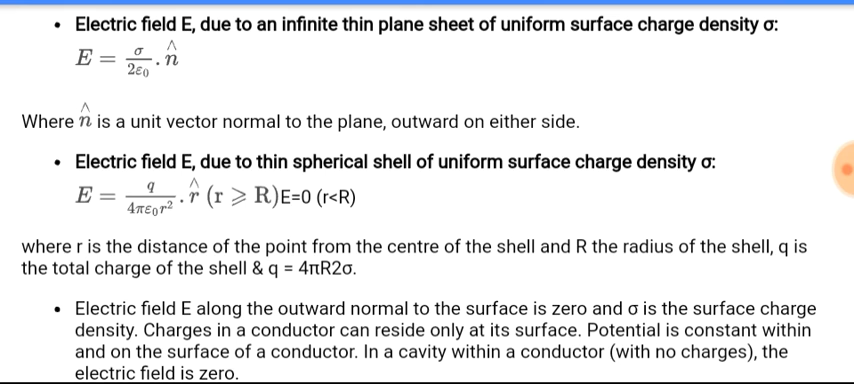 • Electric field E, due to an infinite thin plane sheet of uniform surface charge density σ:
E = σ/2ε₀ . n̂
Where n̂ is a unit vector normal to the plane, outward on either side.
• Electric field E, due to thin spherical shell of uniform surface charge density σ:
E = q/4πε₀r² . r̂ (r ⩾ R)E=0 (r<R)
where r is the distance of the point from the centre of the shell and R the radius of the shell, q is
the total charge of the shell & q = 4πR2σ.
• Electric field E along the outward normal to the surface is zero and σ is the surface charge
density. Charges in a conductor can reside only at its surface. Potential is constant within
and on the surface of a conductor. In a cavity within a conductor (with no charges), the
electric field is zero.